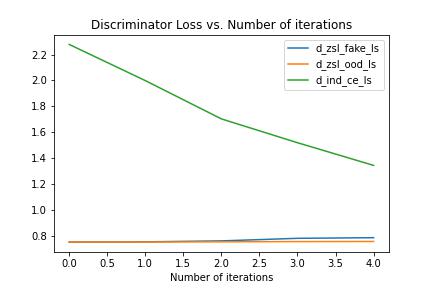 Discriminator Loss vs. Number of iterations
d_zsl_fake_ls
d_zsl_ood_ls
d_ind_ce_ls
2.2
2.0
1.8
1.6
1.4
1.2
1.0
0.8
0.0 0.5 1.0 1.5 2.0 2.5 3.0 3.5 4.0
Number of iterations